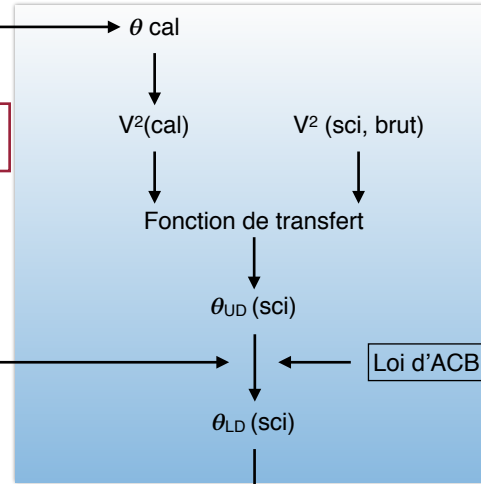 θ cal
V²(cal) V² (sci, brut)
Fonction de transfert
θUD (sci)
Loi d'ACB
θLD (sci)